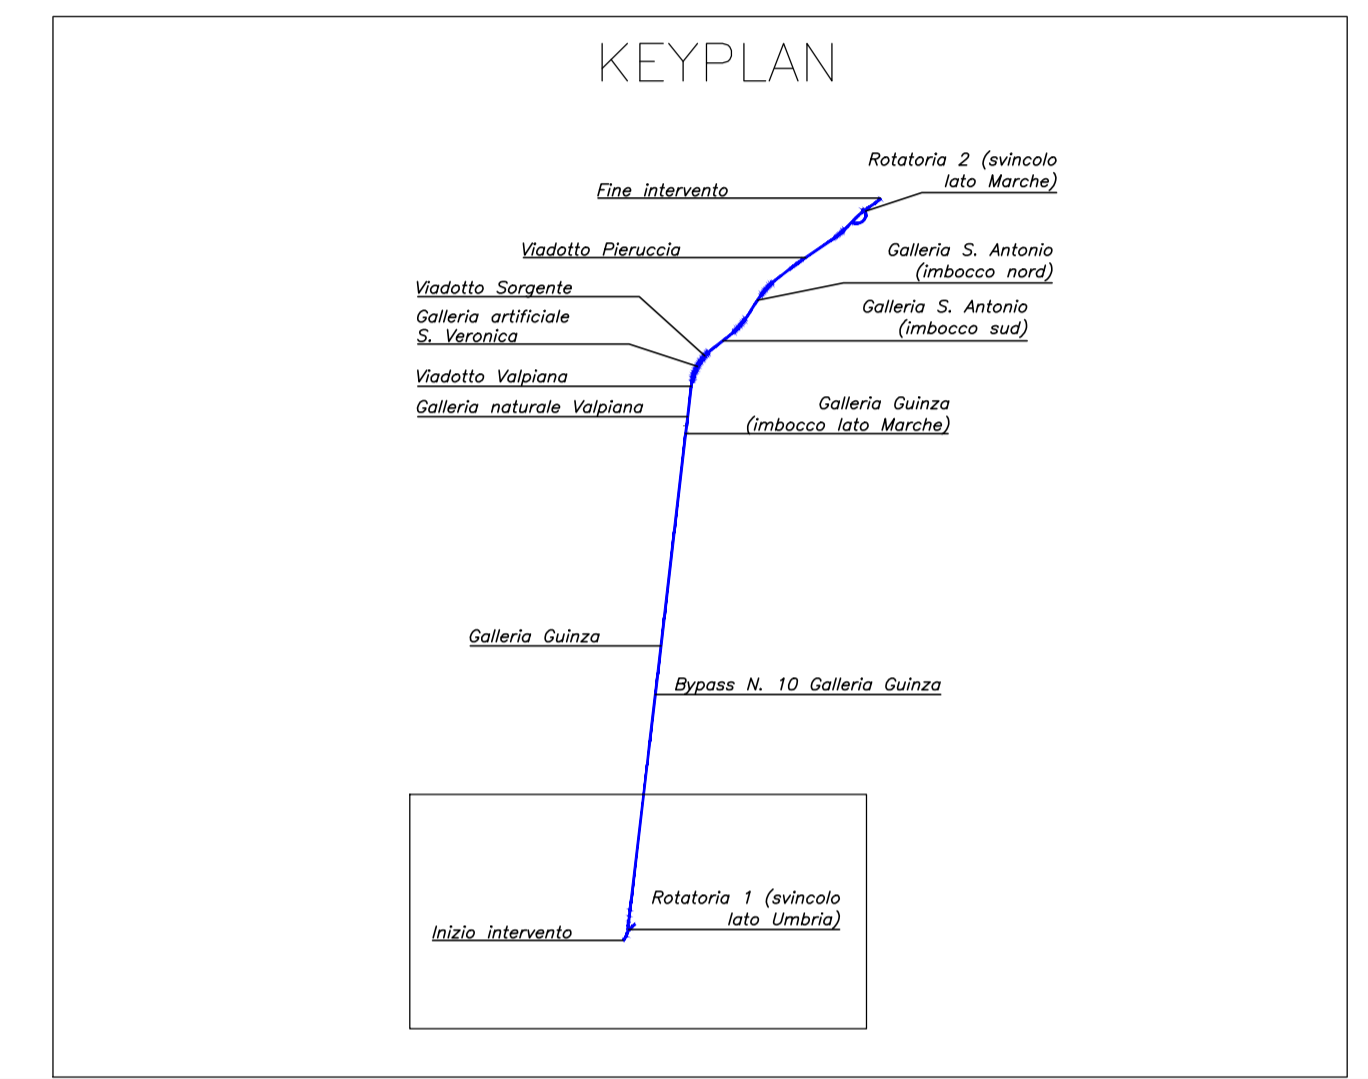 KEYPLAN
Rotatoria 2 (svincolo
lato Marche)
Fine intervento
Viadotto Pieruccia
Galleria S. Antonio
(imbocco nord)
Viadotto Sorgente
Galleria S. Antonio
(imbocco sud)
Galleria artificiale
S. Veronica
Viadotto Valpiana
Galleria naturale Valpiana
Galleria Guinza
(imbocco lato Marche)
Galleria Guinza
Bypass N. 10 Galleria Guinza
Rotatoria 1 (svincolo
lato Umbria)
Inizio intervento